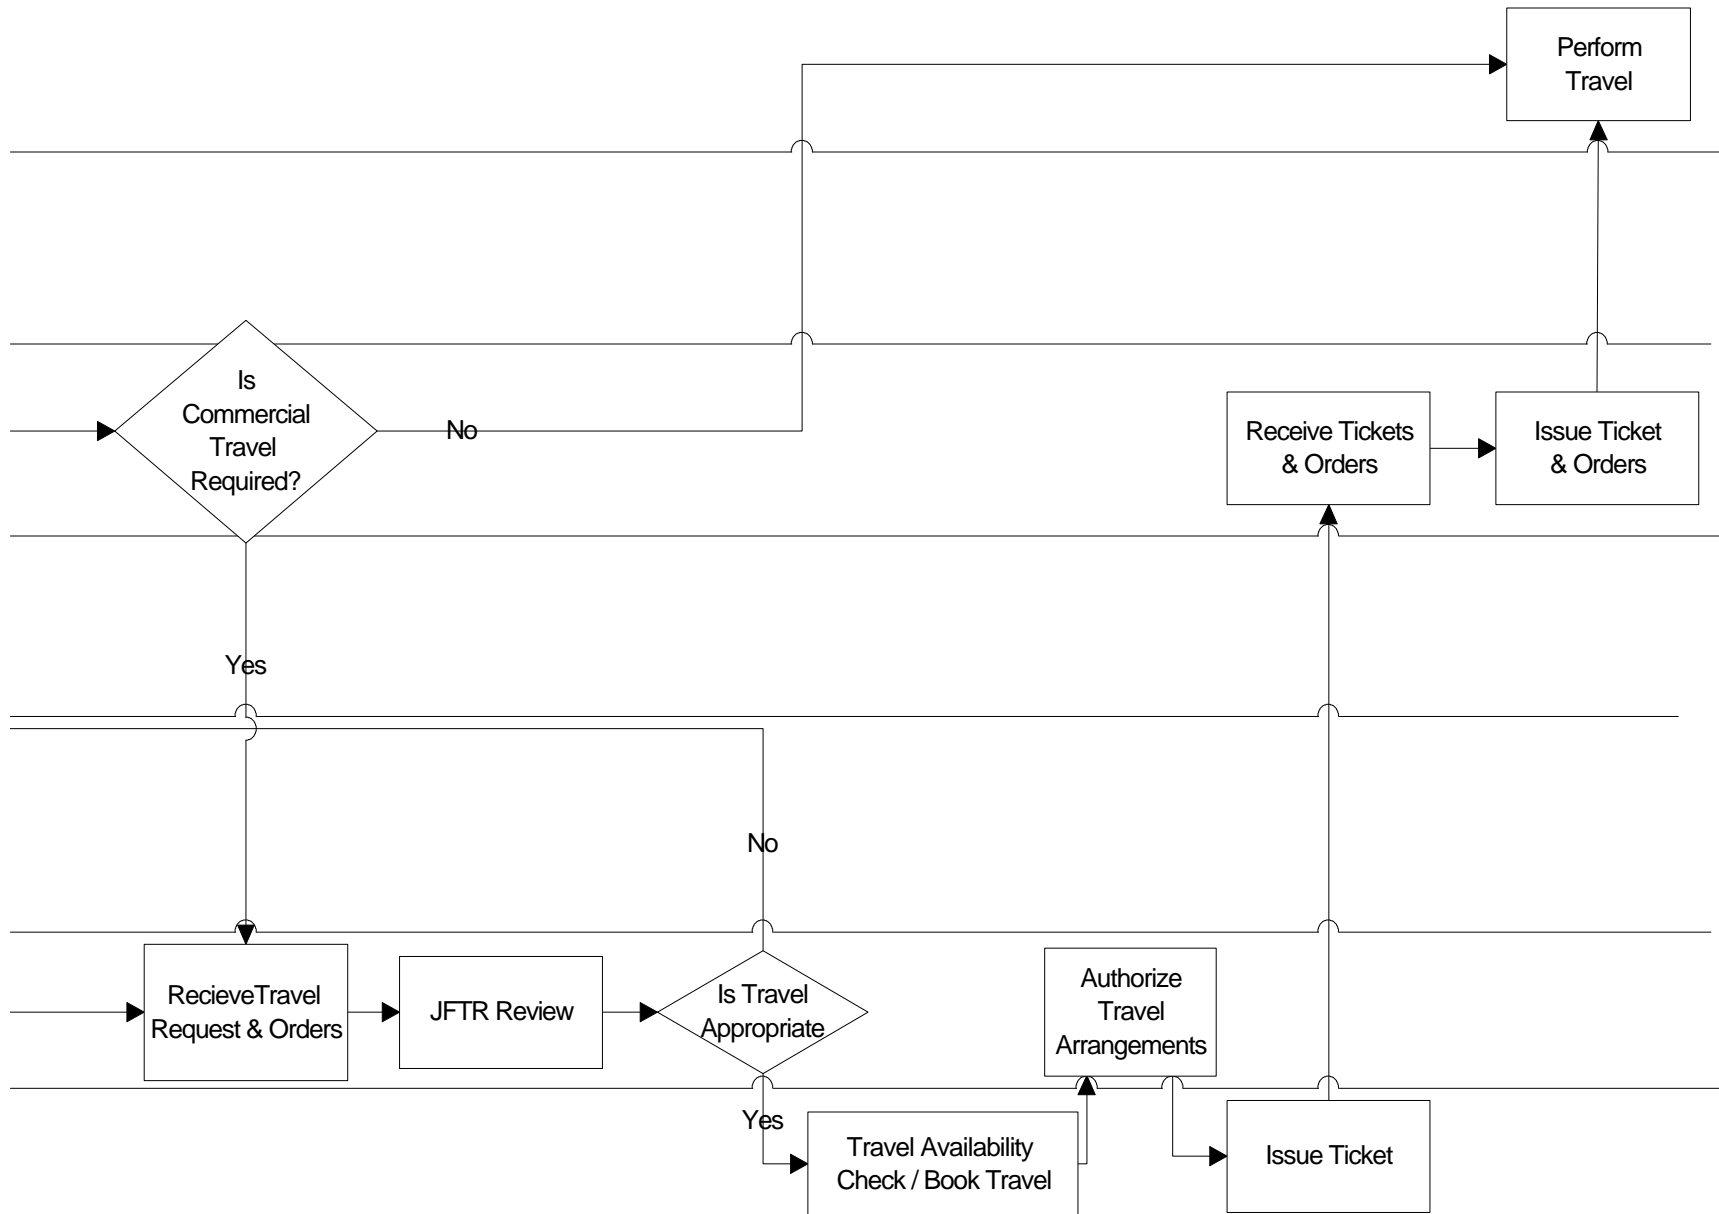 Perform
Travel
Is
Commercial
Travel
Required?
No
Receive Tickets
& Orders
Issue Ticket
& Orders
Yes
No
RecieveTravel
Request & Orders
JFTR Review
Is Travel
Appropriate
Authorize
Travel
Arrangements
Yes
Travel Availability
Check / Book Travel
Issue Ticket